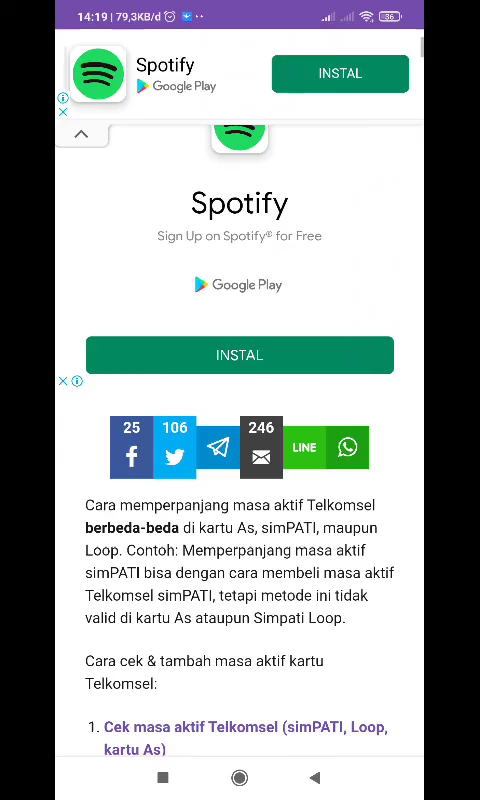 14:19 | 79,3KB/d
86
Spotify
Google Play
INSTAL
Spotify
Sign Up on Spotify® for Free
Google Play
INSTAL
25
106
246
LINE
Cara memperpanjang masa aktif Telkomsel
berbeda-beda di kartu As, simPATI, maupun
Loop. Contoh: Memperpanjang masa aktif
simPATI bisa dengan cara membeli masa aktif
Telkomsel simPATI, tetapi metode ini tidak
valid di kartu As ataupun Simpati Loop.
Cara cek & tambah masa aktif kartu
Telkomsel:
1. Cek masa aktif Telkomsel (simPATI, Loop,
kartu As)